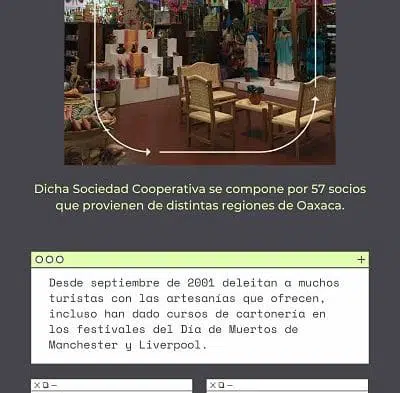 Dicha Sociedad Cooperativa se compone por 57 socios
que provienen de distintas regiones de Oaxaca.
Desde septiembre de 2001 deleitan a muchos
turistas con las artesanías que ofrecen,
incluso han dado cursos de cartonería en
los festivales del Día de Muertos de
Manchester y Liverpool.